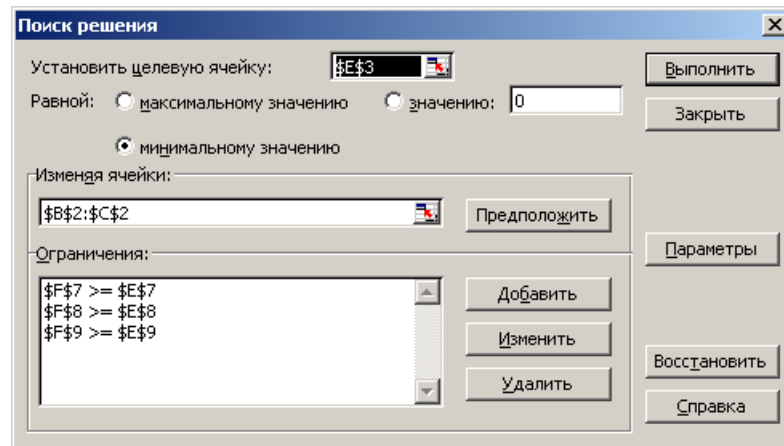 Поиск решения
Установить целевую ячейку: $E$3
Выполнить
Равной: максимальному значению значению: 0
Закрыть
минимальному значению
Изменяя ячейки:
$B$2:$C$2
Предположить
Параметры
Ограничения:
$F$7 >= $E$7
$F$8 >= $E$8
$F$9 >= $E$9
Добавить
Изменить
Удалить
Восстановить
Справка